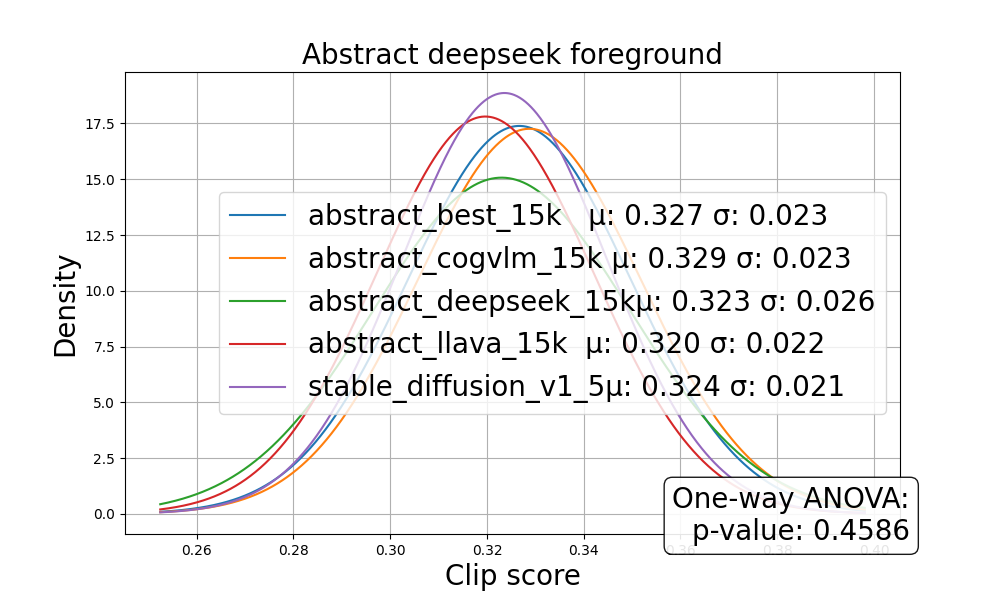 Abstract deepseek foreground
Density
17.5
15.0
12.5
10.0
7.5
5.0
2.5
0.0
abstract_best_15k μ: 0.327 σ: 0.023
abstract_cogvlm_15k μ: 0.329 σ: 0.023
abstract_deepseek_15kμ: 0.323 σ: 0.026
abstract_llava_15k μ: 0.320 σ: 0.022
stable_diffusion_v1_5μ: 0.324 σ: 0.021
One-way ANOVA:
p-value: 0.4586
0.26 0.28 0.30 0.32 0.34 0.36 0.38 0.40
Clip score